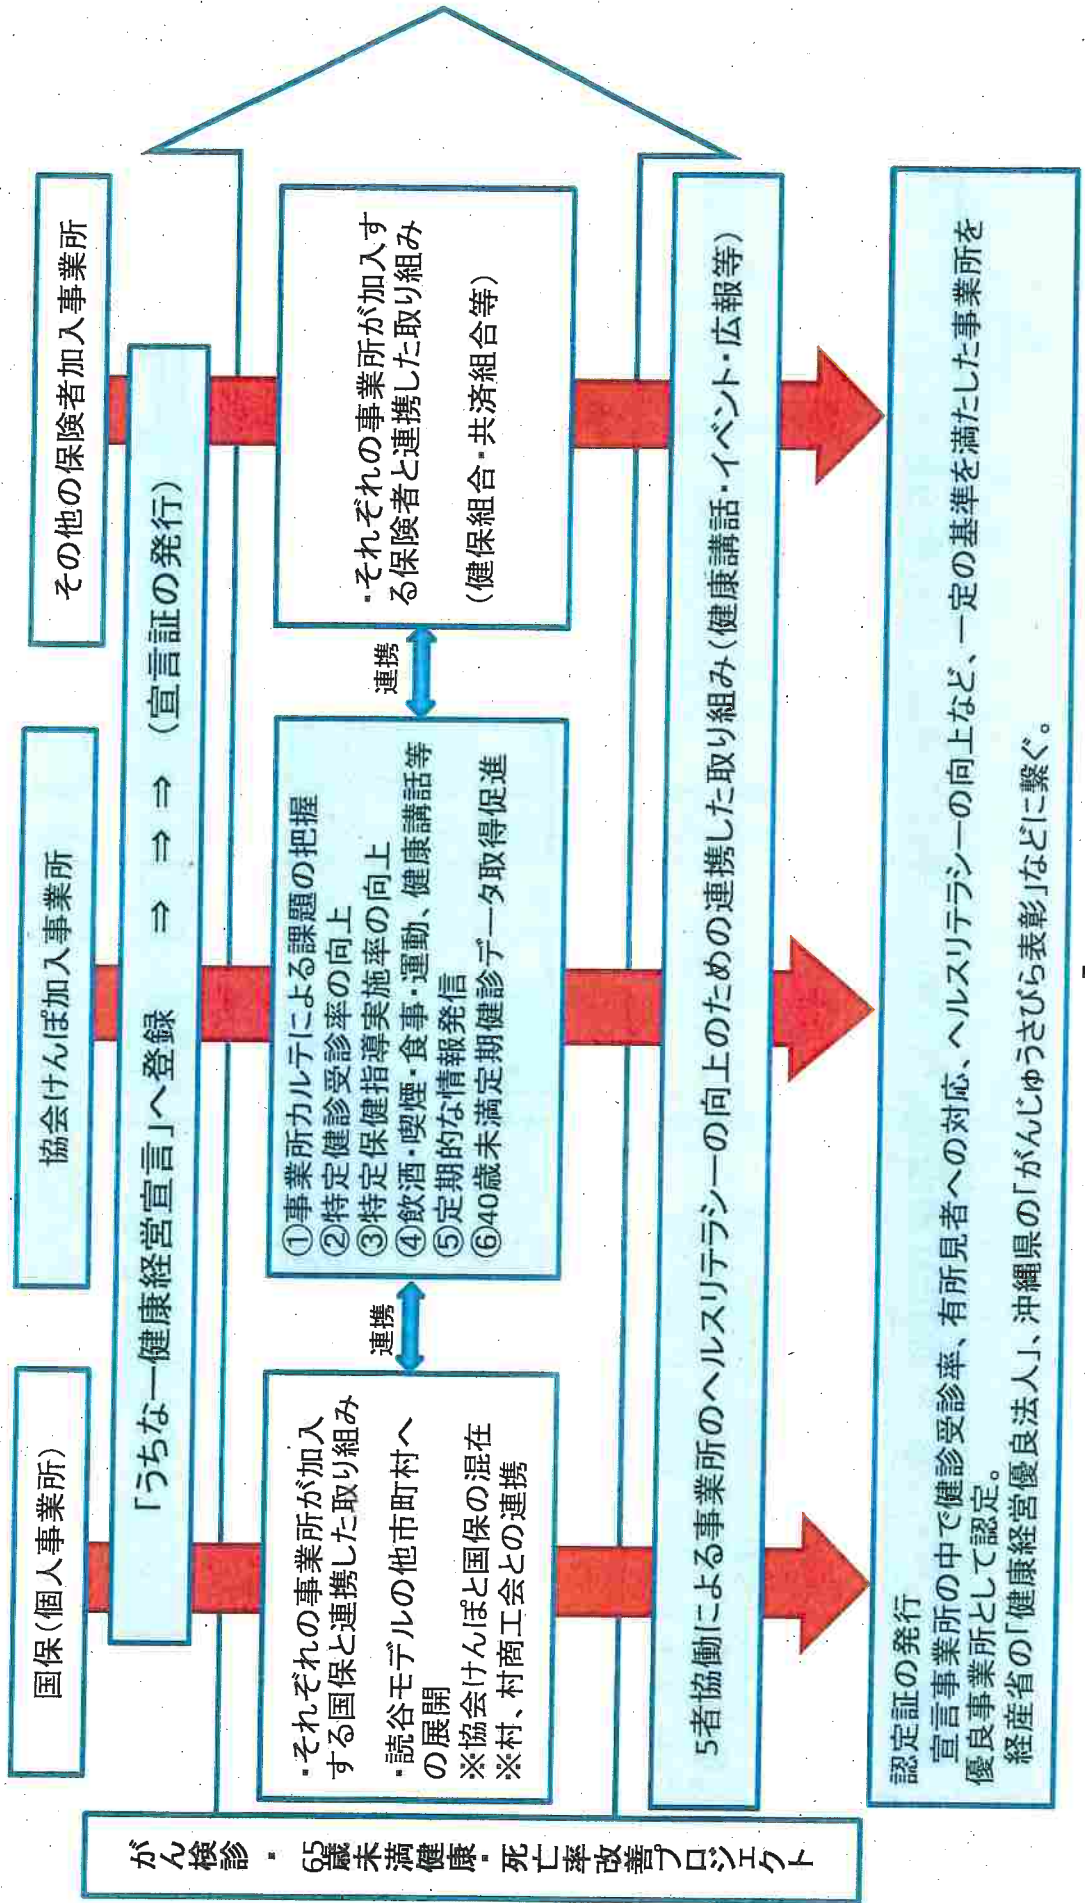 国保(個人事業所)
協会けんぽ加入事業所
その他の保険者加入事業所
「うちなー健康経営宣言」へ登録 ⇒ ⇒ ⇒ ⇒ (宣言証の発行)
がん検診・65歳未満健康・死亡率改善プロジェクト
・それぞれの事業所が加入
する国保と連携した取り組み
・読谷モデルの他市町村へ
の展開
※協会けんぽと国保の混在
※村、村商工会との連携
連携
①事業所カルテによる課題の把握
②特定健診受診率の向上
③特定保健指導実施率の向上
④飲酒・喫煙・食事・運動、健康講話等
⑤定期的な情報発信
⑥40歳未満定期健診データ取得促進
連携
・それぞれの事業所が加入す
る保険者と連携した取り組み
(健保組合・共済組合等)
5者協働による事業所のヘルスリテラシーの向上のための連携した取り組み(健康講話・イベント・広報等)
認定証の発行
宣言事業所の中で健診受診率、有所見者への対応、ヘルスリテラシーの向上など、一定の基準を満たした事業所を
優良事業所として認定。
経産省の「健康経営優良法人」、沖縄県の「がんじゅうさびら表彰」などに繋ぐ。